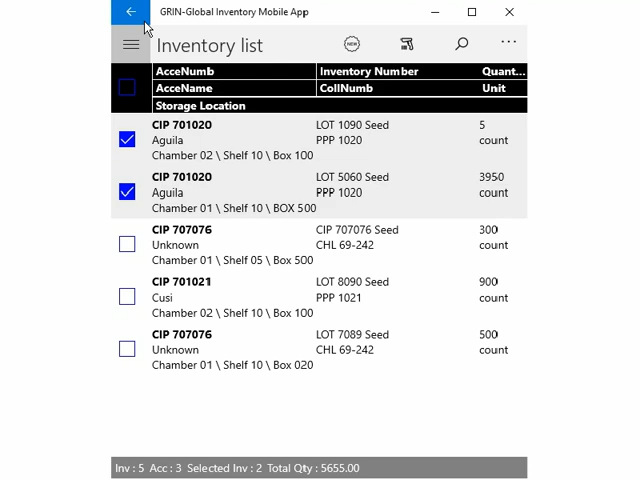 GRIN-Global Inventory Mobile App
Inventory list NEW ...
AcceNumb Inventory Number Quant...
AcceName CollNumb Unit
Storage Location
CIP 701020 LOT 1090 Seed 5
Aguila PPP 1020 count
Chamber 02 \ Shelf 10 \ Box 100
CIP 701020 LOT 5060 Seed 3950
Aguila PPP 1020 count
Chamber 01 \ Shelf 10 \ BOX 500
CIP 707076 CIP 707076 Seed 300
Unknown CHL 69-242 count
Chamber 01 \ Shelf 05 \ Box 500
CIP 701021 LOT 8090 Seed 900
Cusi PPP 1021 count
Chamber 02 \ Shelf 10 \ Box 100
CIP 707076 LOT 7089 Seed 500
Unknown CHL 69-242 count
Chamber 01 \ Shelf 10 \ Box 020
Inv : 5 Acc : 3 Selected Inv : 2 Total Qty : 5655.00